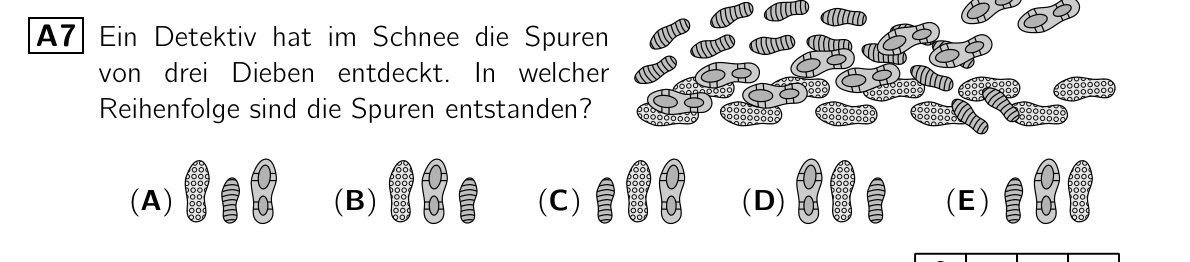 A7 Ein Detektiv hat im Schnee die Spuren
von drei Dieben entdeckt. In welcher
Reihenfolge sind die Spuren entstanden?
(A) (B) (C) (D) (E)